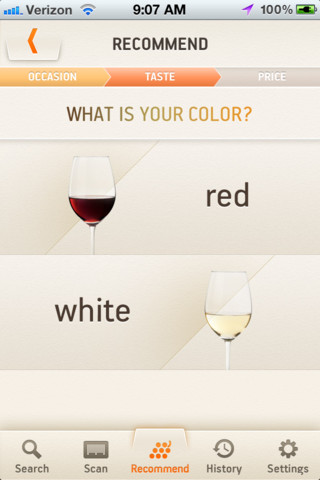 Verizon 9:07 AM 100%
RECOMMEND
OCCASION TASTE PRICE
WHAT IS YOUR COLOR?
red
white
Search Scan Recommend History Settings